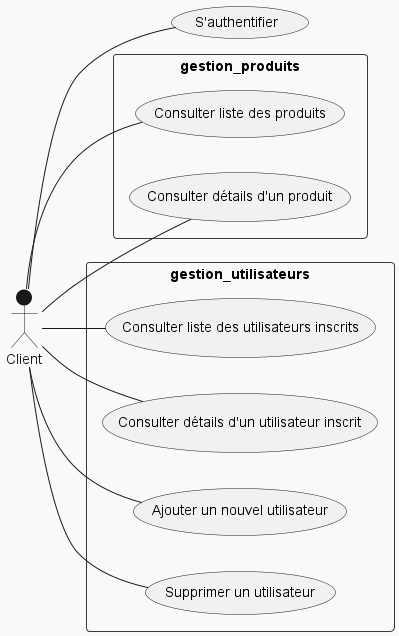 S'authentifier
gestion_produits
Consulter liste des produits
Consulter détails d'un produit
gestion_utilisateurs
Consulter liste des utilisateurs inscrits
Client
Consulter détails d'un utilisateur inscrit
Ajouter un nouvel utilisateur
Supprimer un utilisateur